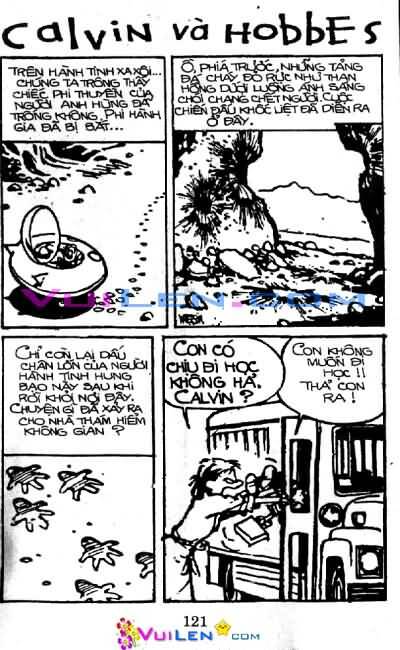 Calvin và Hobbes
TRÊN HÀNH TINH XA XÔI...
CHÚNG TA TRÔNG THẤY
CHIẾC PHI THUYỀN CỦA
NGƯỜI ANH HÙNG ĐÃ
TRỐNG KHÔNG. PHI HÀNH
GIA ĐÃ BỊ BẮT...
Ồ, PHÍA TRƯỚC, NHỮNG TẢNG
ĐÁ CHÁY ĐỎ RỰC NHƯ THAN
HỒNG DƯỚI LUỒNG ÁNH SÁNG
CHÓI CHANG CHẾT NGƯỜI. CUỘC
CHIẾN ĐẤU KHỐC LIỆT ĐÃ DIỄN RA
Ở ĐÂY.
VuiLen.com
CHỈ CÒN LẠI DẤU
CHÂN LỚN CỦA NGƯỜI
HÀNH TINH HUNG
BẠO NÀY SAU KHI
RỜI KHỎI NƠI ĐÂY.
CHUYỆN GÌ ĐÃ XẢY RA
CHO NHÀ THÁM HIỂM
KHÔNG GIAN ?
CON CÓ
CHỊU ĐI HỌC
KHÔNG HẢ,
CALVIN ?
CON KHÔNG
MUỐN ĐI
HỌC !!
THẢ CON
RA !
121
VuiLen.com